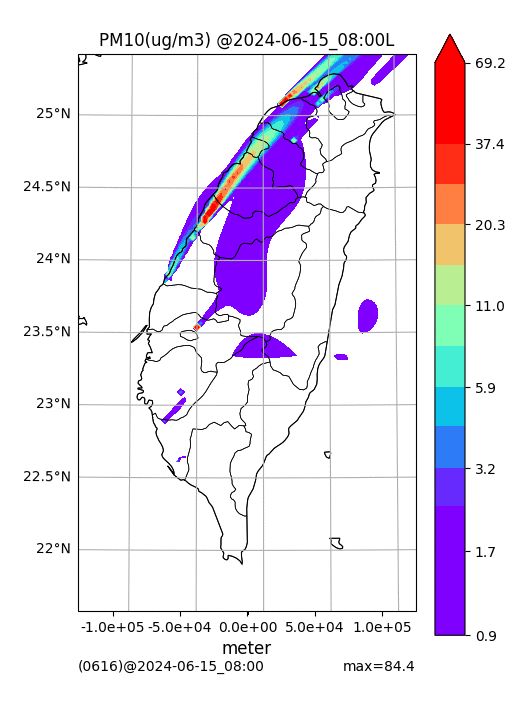 PM10(ug/m3) @2024-06-15_08:00L
69.2
37.4
20.3
11.0
5.9
3.2
1.7
0.9
25°N
24.5°N
24°N
23.5°N
23°N
22.5°N
22°N
-1.0e+05 -5.0e+04 0.0e+00 5.0e+04 1.0e+05
meter
(0616)@2024-06-15_08:00 max=84.4